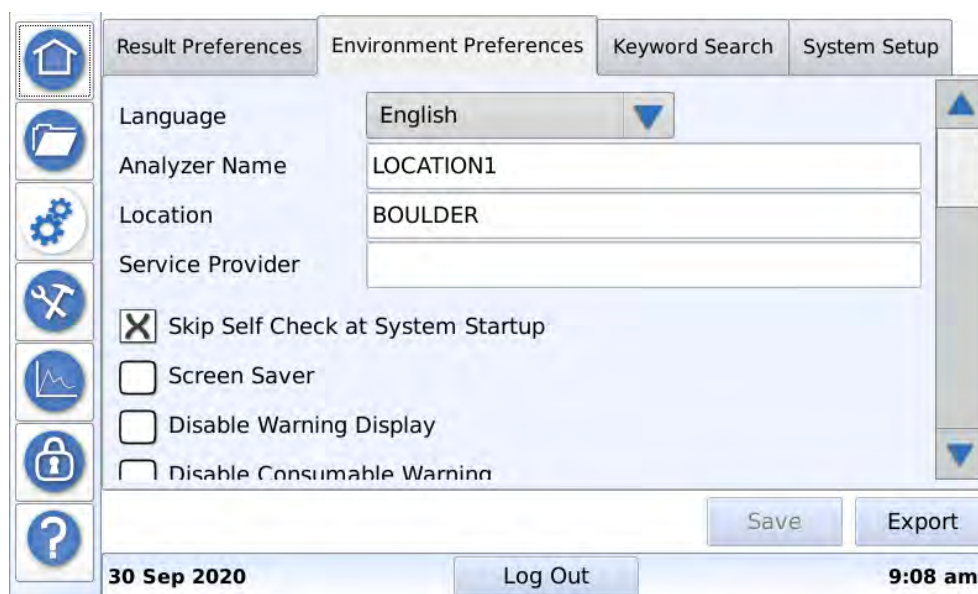 Result Preferences Environment Preferences Keyword Search System Setup
Language English
Analyzer Name LOCATION1
Location BOULDER
Service Provider
Skip Self Check at System Startup
Screen Saver
Disable Warning Display
Disable Consumable Warning
Save Export
30 Sep 2020 Log Out 9:08 am